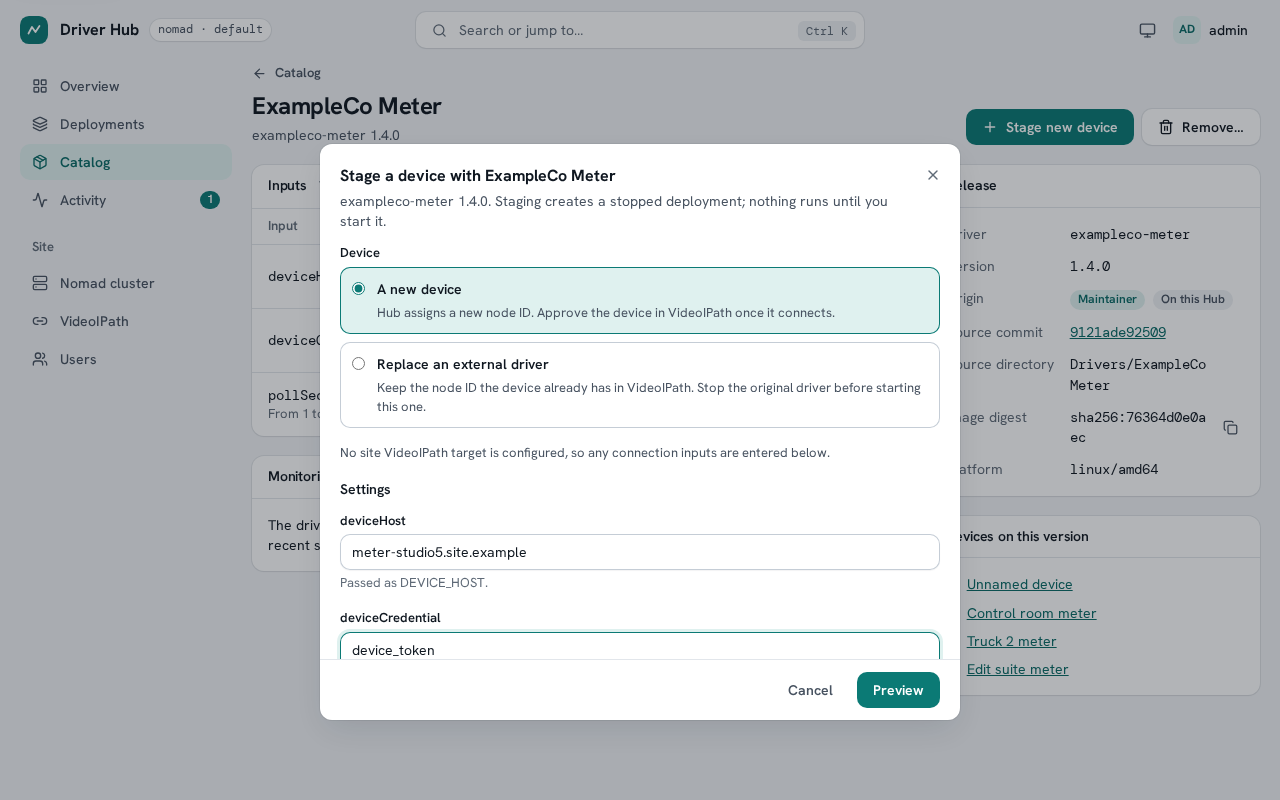 Driver Hub
nomad · default
Search or jump to...
Ctrl K
AD
admin
Overview
Deployments
Catalog
Activity
1
Site
Nomad cluster
VideoIPath
Users
Catalog
ExampleCo Meter
exampleco-meter 1.4.0
Stage new device
Remove...
Inputs
Input
From 1 to
The driv
recent s
Stage a device with ExampleCo Meter
exampleco-meter 1.4.0. Staging creates a stopped deployment; nothing runs until you
start it.
Device
A new device
Hub assigns a new node ID. Approve the device in VideoIPath once it connects.
Replace an external driver
Keep the node ID the device already has in VideoIPath. Stop the original driver before starting
this one.
No site VideoIPath target is configured, so any connection inputs are entered below.
Settings
deviceHost
meter-studio5.site.example
Passed as DEVICE_HOST.
deviceCredential
device_token
Cancel
Preview
elease
river
exampleco-meter
ersion
1.4.0
rigin
Maintainer
On this Hub
ource commit
9121ade92509
ource directory
Drivers/ExampleCo
Meter
nage digest
sha256:76364d0e0a
ec
atform
linux/amd64
evices on this version
Unnamed device
Control room meter
Truck 2 meter
Edit suite meter